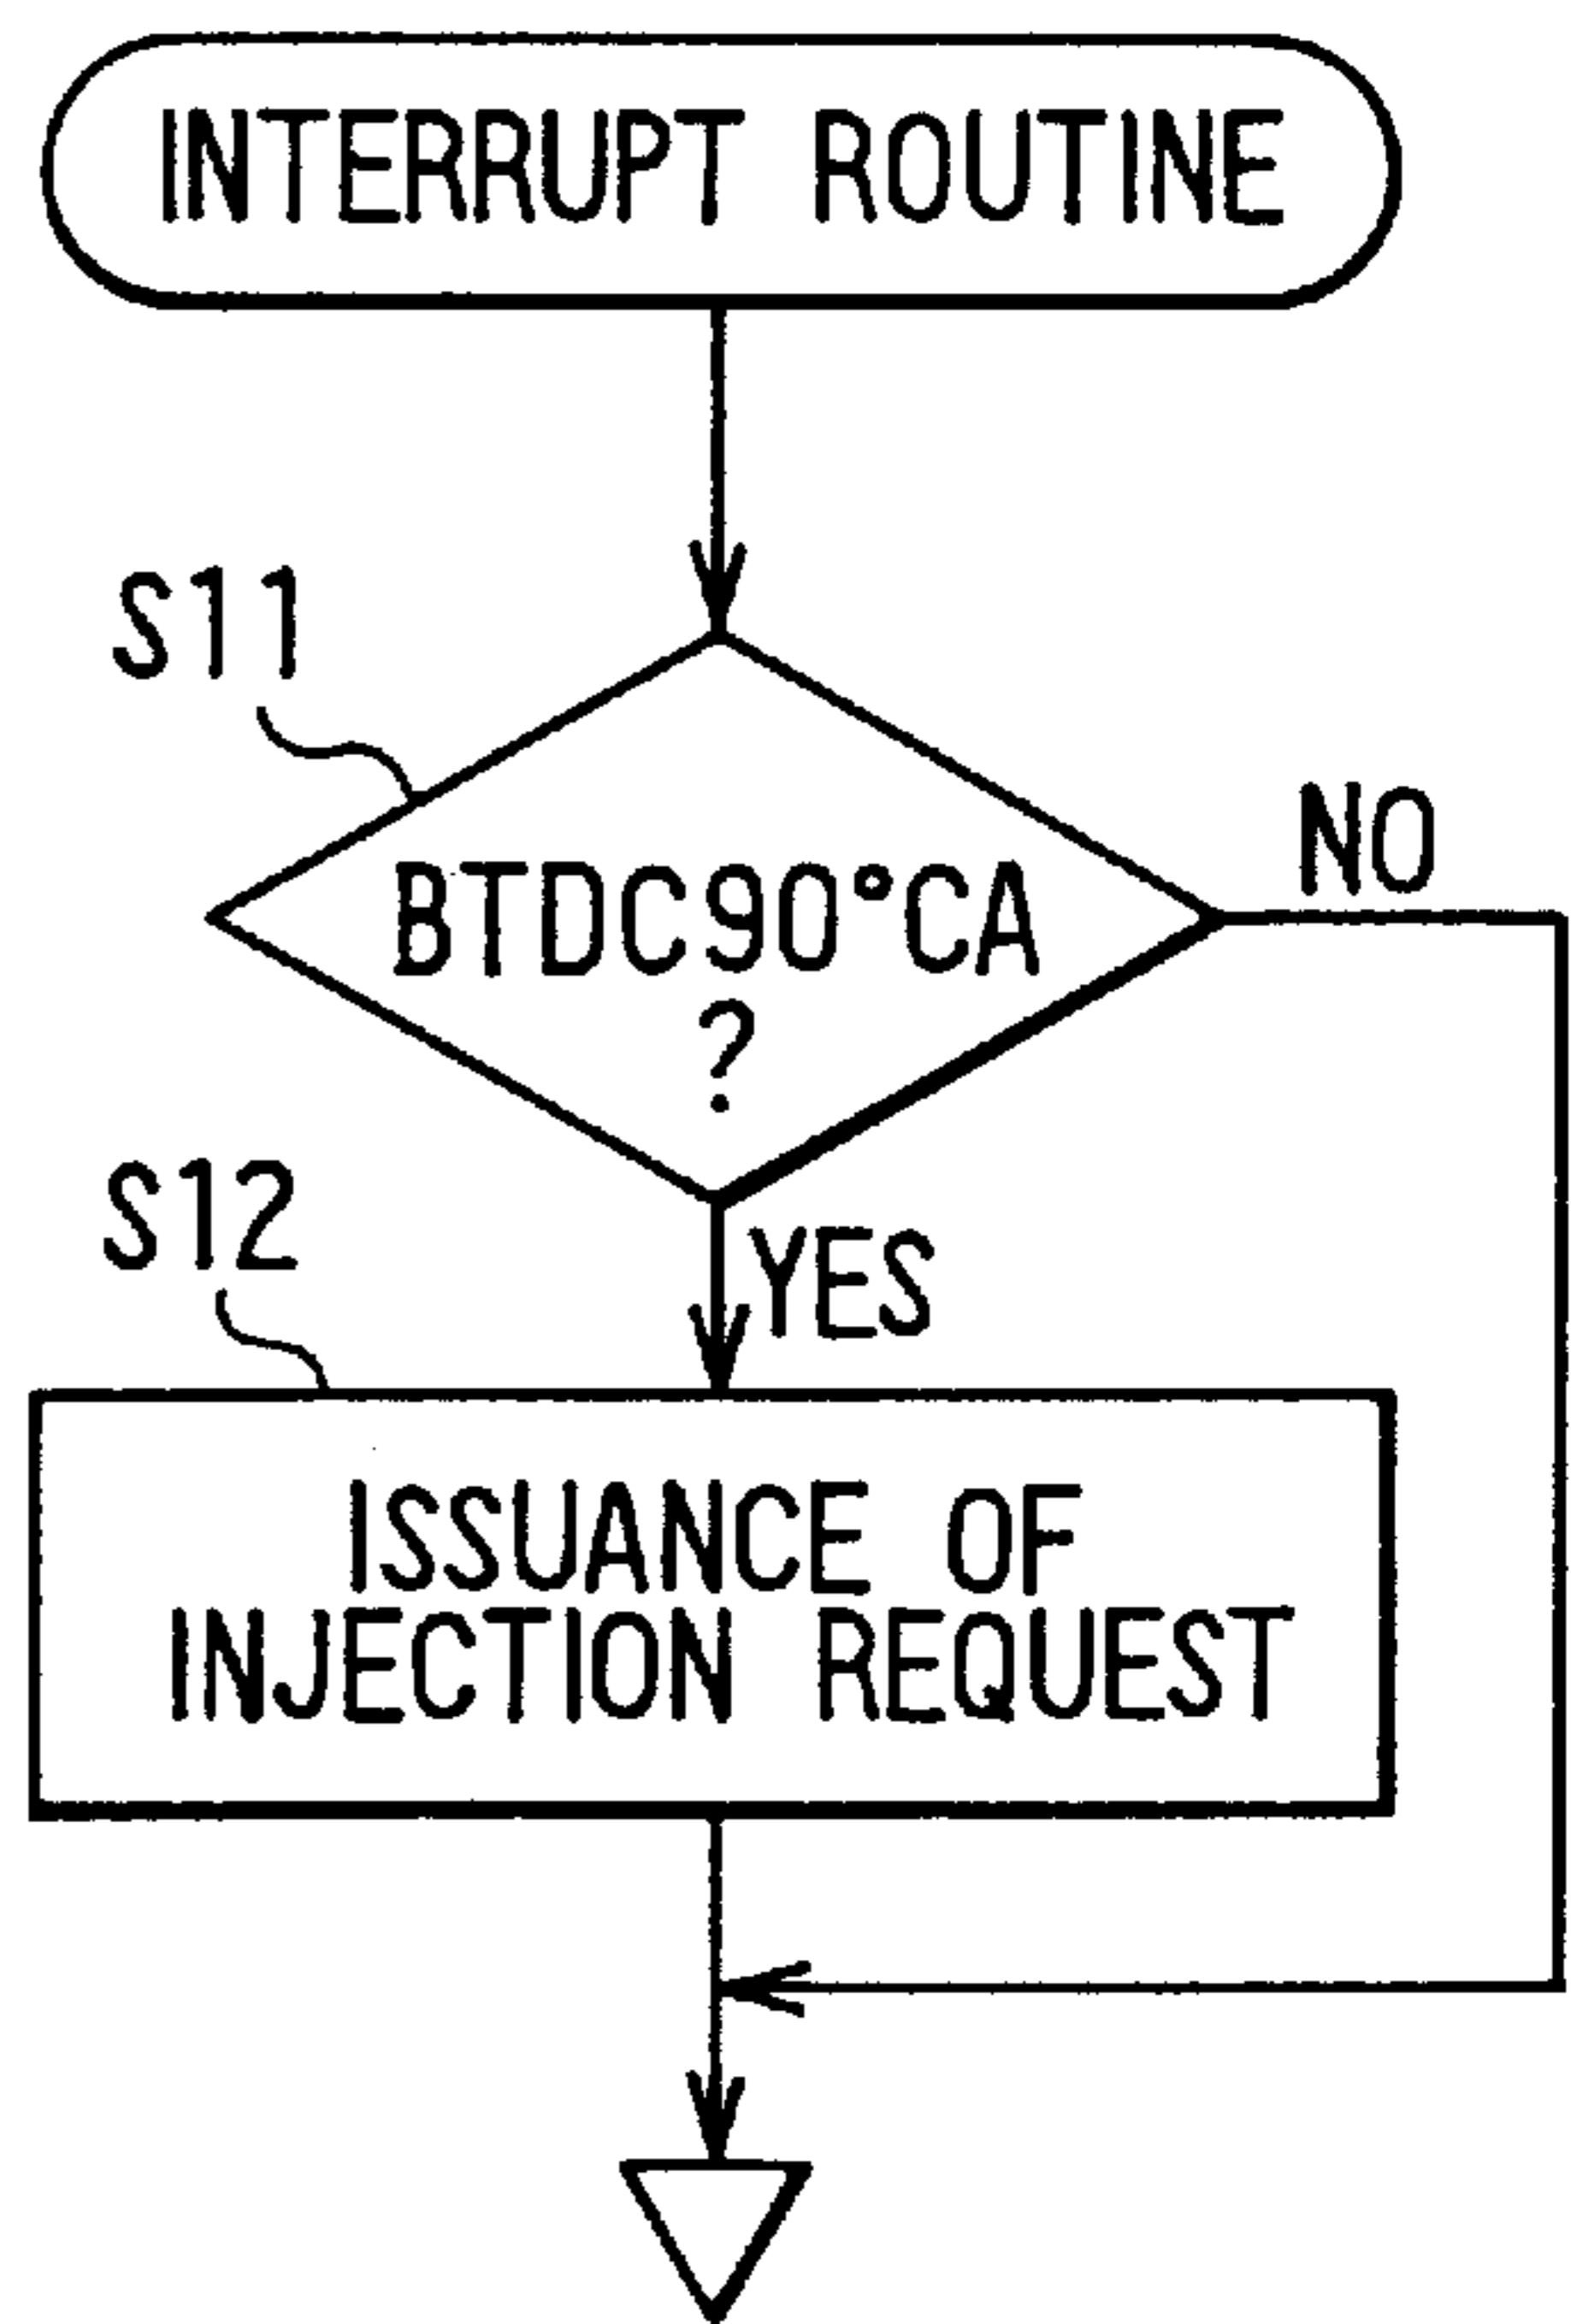 INTERRUPT ROUTINE
S11
BTDC90°CA
?
NO
YES
S12
ISSUANCE OF
INJECTION REQUEST